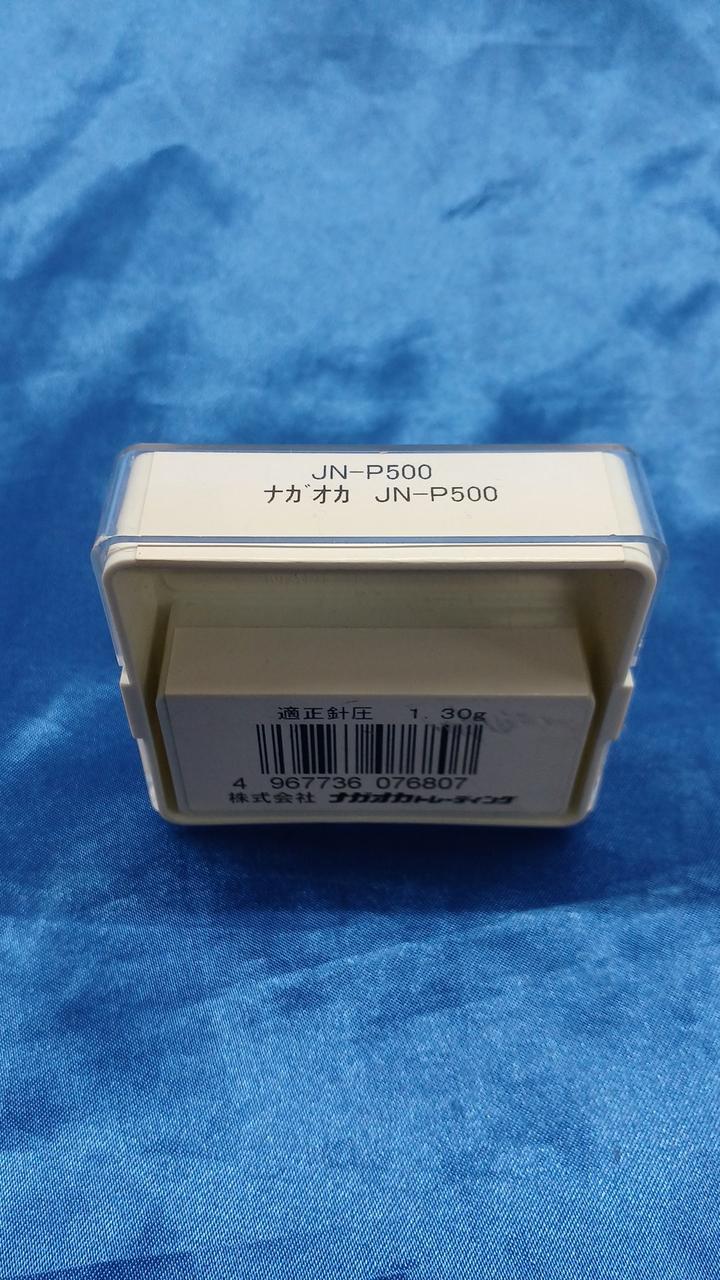 JN-P500
ﾅｶﾞｵｶ JN-P500
適正針圧 1.30g
4 967736 076807
株式会社 ナガオカトレーディング